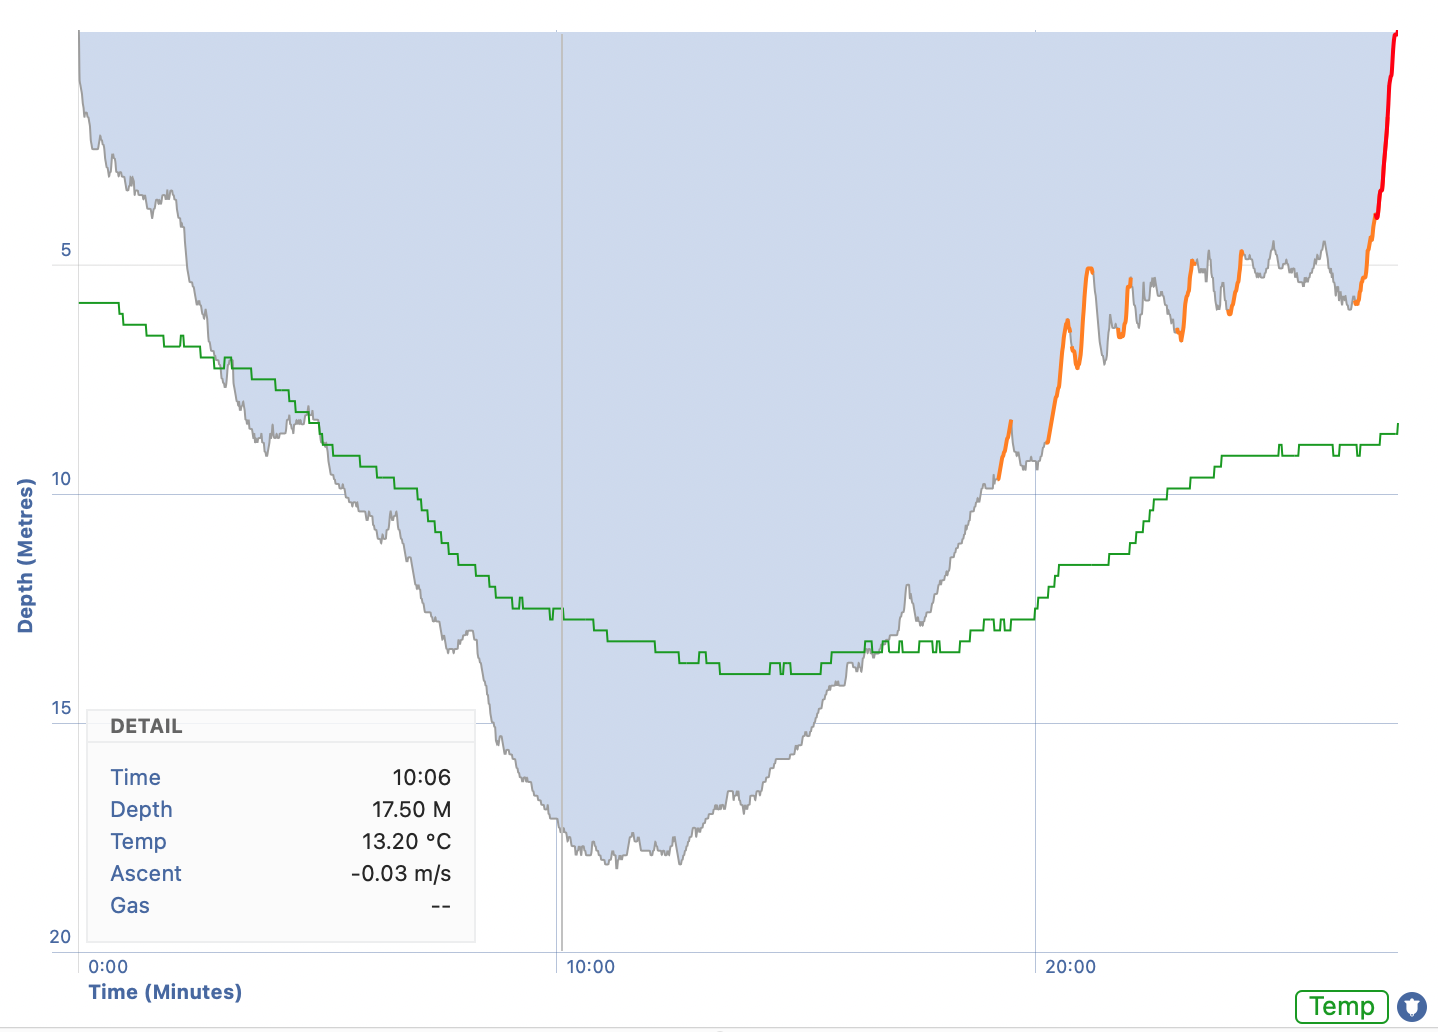 5
10
15
20
Depth (Metres)
DETAIL
Time 10:06
Depth 17.50 M
Temp 13.20 °C
Ascent -0.03 m/s
Gas --
0:00 10:00 20:00
Time (Minutes)
Temp